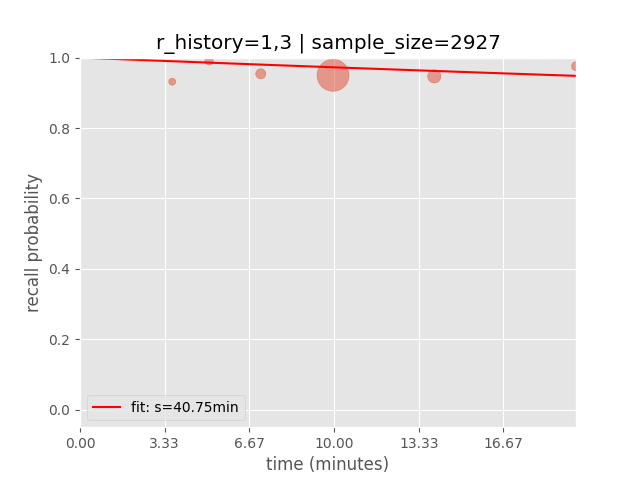 r_history=1,3 | sample_size=2927
recall probability
1.0
0.8
0.6
0.4
0.2
0.0
fit: s=40.75min
0.00 3.33 6.67 10.00 13.33 16.67
time (minutes)